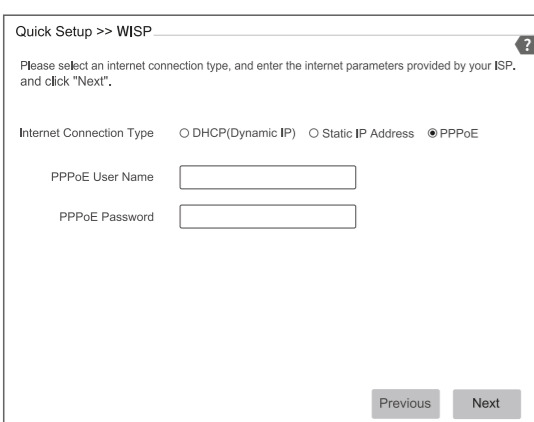 Quick Setup >> WISP
?
Please select an internet connection type, and enter the internet parameters provided by your ISP.
and click "Next".
Internet Connection Type DHCP(Dynamic IP) Static IP Address PPPoE
PPPoE User Name
PPPoE Password
Previous Next